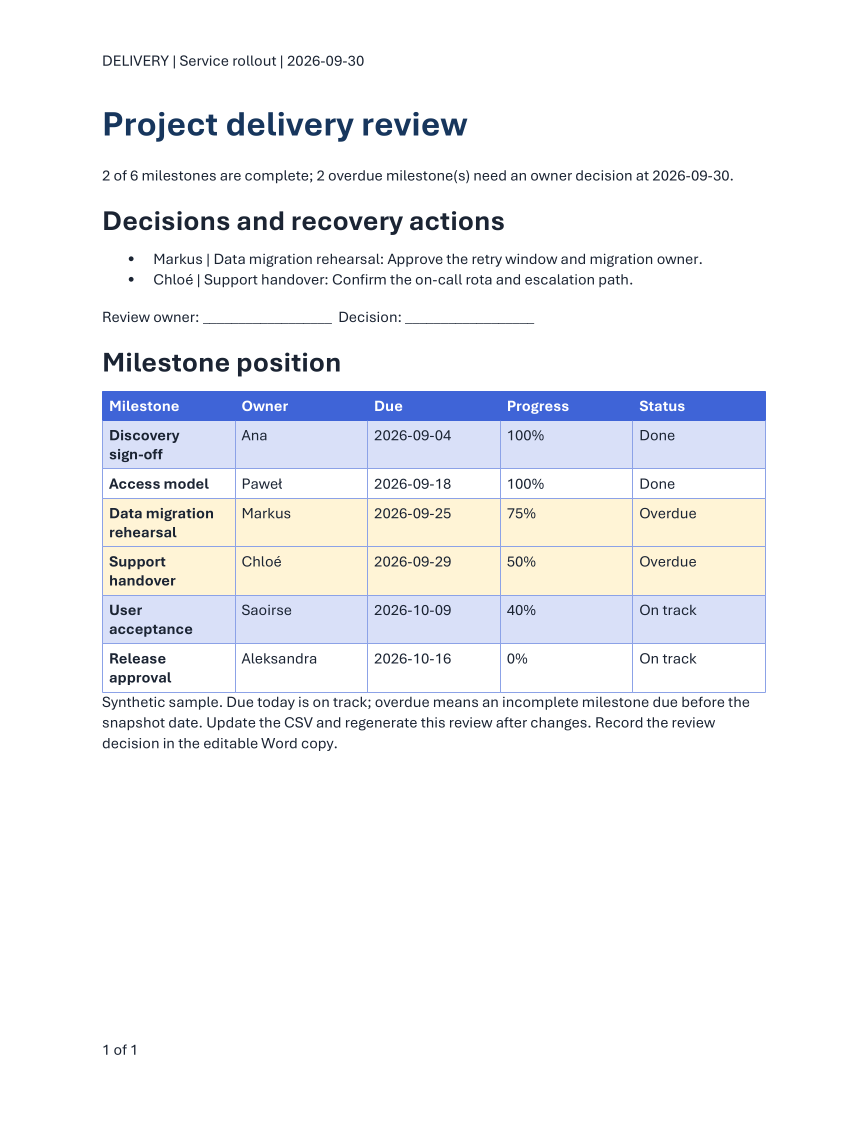 DELIVERY | Service rollout | 2026-09-30
Project delivery review
2 of 6 milestones are complete; 2 overdue milestone(s) need an owner decision at 2026-09-30.
Decisions and recovery actions
• Markus | Data migration rehearsal: Approve the retry window and migration owner.
• Chloé | Support handover: Confirm the on-call rota and escalation path.
Review owner: __________________ Decision: __________________
Milestone position
Milestone Owner Due Progress Status
Discovery Ana 2026-09-04 100% Done
sign-off
Access model Paweł 2026-09-18 100% Done
Data migration Markus 2026-09-25 75% Overdue
rehearsal
Support Chloé 2026-09-29 50% Overdue
handover
User Saoirse 2026-10-09 40% On track
acceptance
Release Aleksandra 2026-10-16 0% On track
approval
Synthetic sample. Due today is on track; overdue means an incomplete milestone due before the
snapshot date. Update the CSV and regenerate this review after changes. Record the review
decision in the editable Word copy.
1 of 1